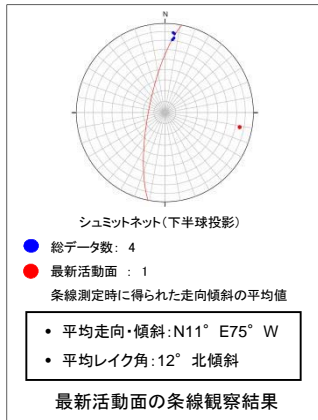 N
シュミットネット(下半球投影)
総データ数: 4
最新活動面 : 1
条線測定時に得られた走向傾斜の平均値
• 平均走向・傾斜:N11° E75° W
• 平均レイク角:12° 北傾斜
最新活動面の条線観察結果